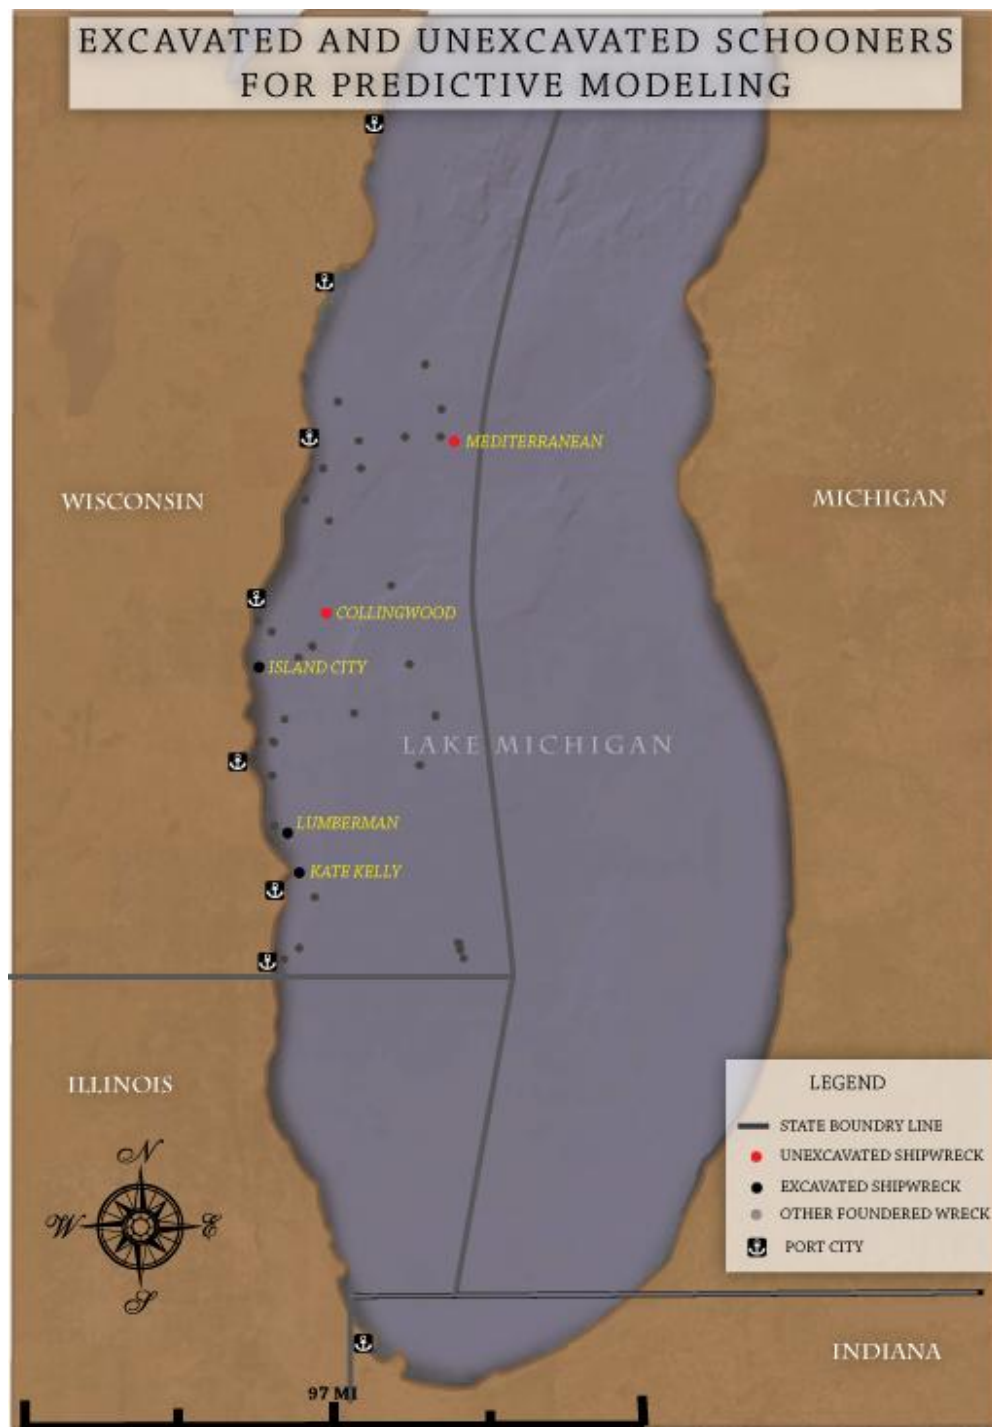 EXCAVATED AND UNEXCAVATED SCHOONERS
FOR PREDICTIVE MODELING
MEDITERRANEAN
WISCONSIN
MICHIGAN
COLLINGWOOD
ISLAND CITY
LAKE MICHIGAN
LUMBERMAN
KATE KELLY
ILLINOIS
LEGEND
STATE BOUNDRY LINE
UNEXCAVATED SHIPWRECK
EXCAVATED SHIPWRECK
OTHER FOUNDERED WRECK
PORT CITY
N
W E
S
INDIANA
97 MI